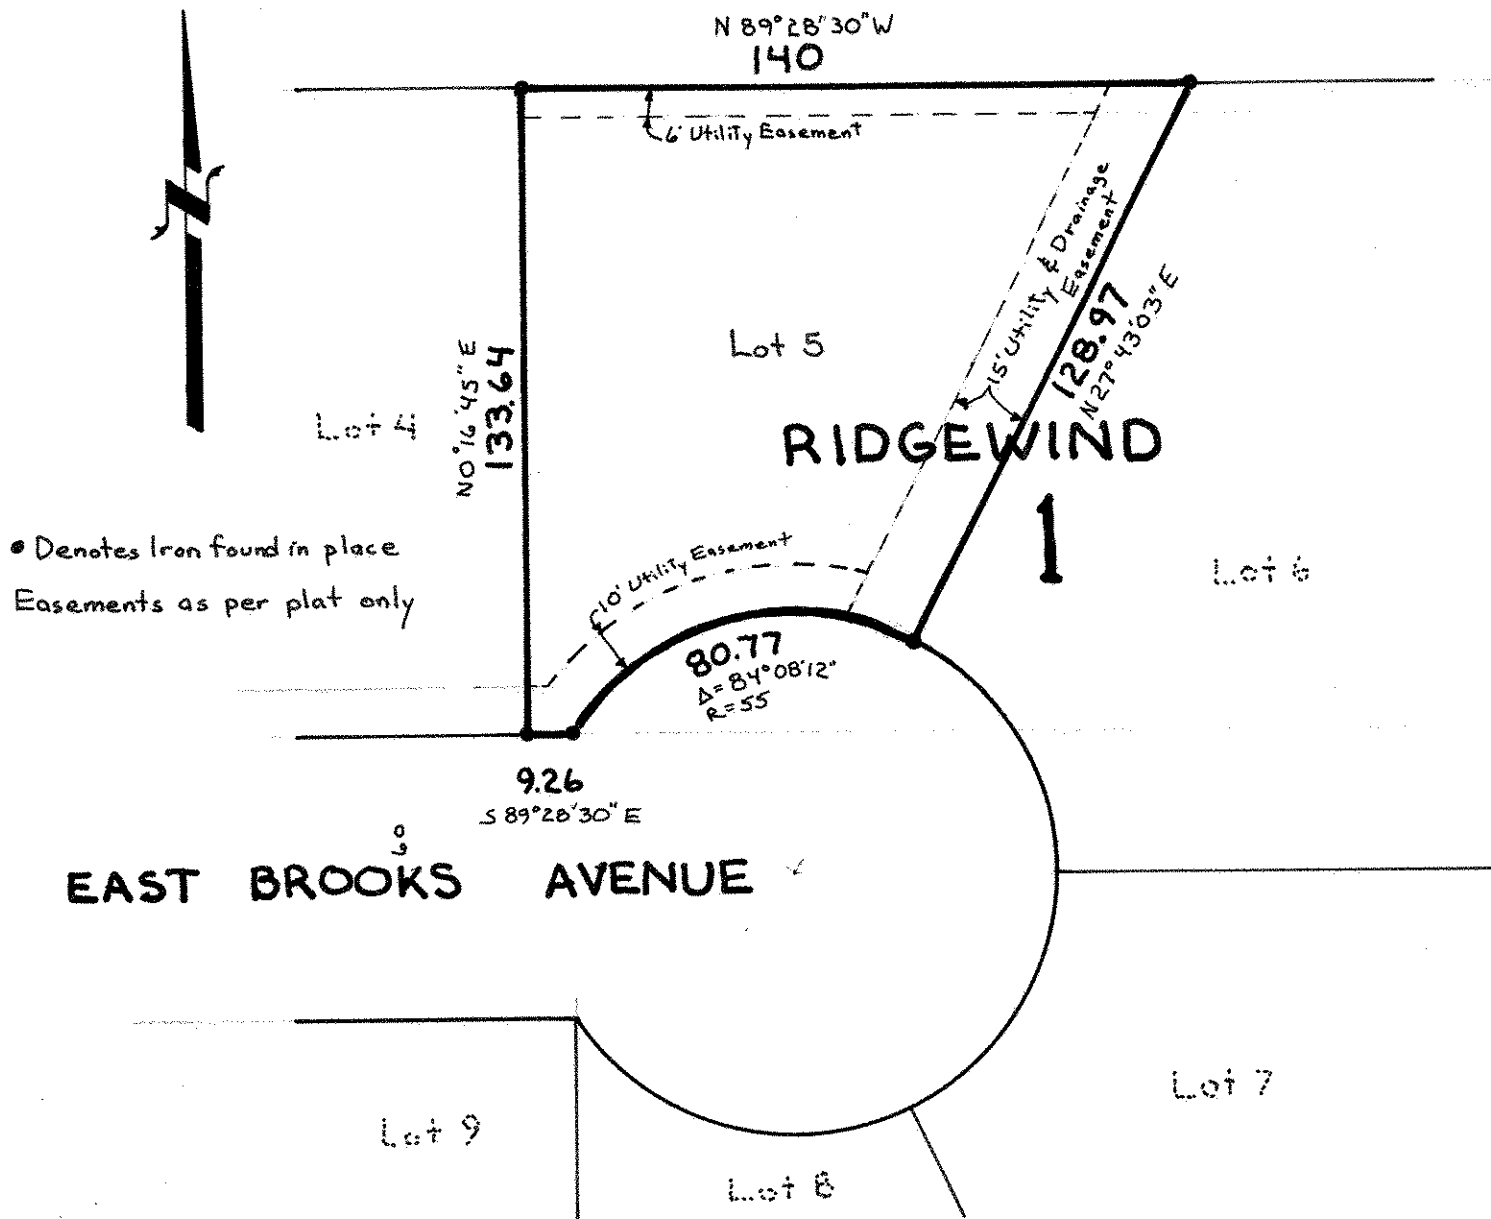 N 89°28'30"W
140
6' Utility Easement
15' Utility & Drainage
Easement
128.97
N27°43'03"E
Lot 5
N0°16'45"E
133.64
Lot 4
RIDGEWIND
1
• Denotes Iron found in place
Easements as per plat only
10' Utility Easement
Lot 6
80.77
Δ=84°08'12"
R=55
9.26
S 89°28'30"E
EAST BROOKS AVENUE
Lot 7
Lot 9
Lot 8